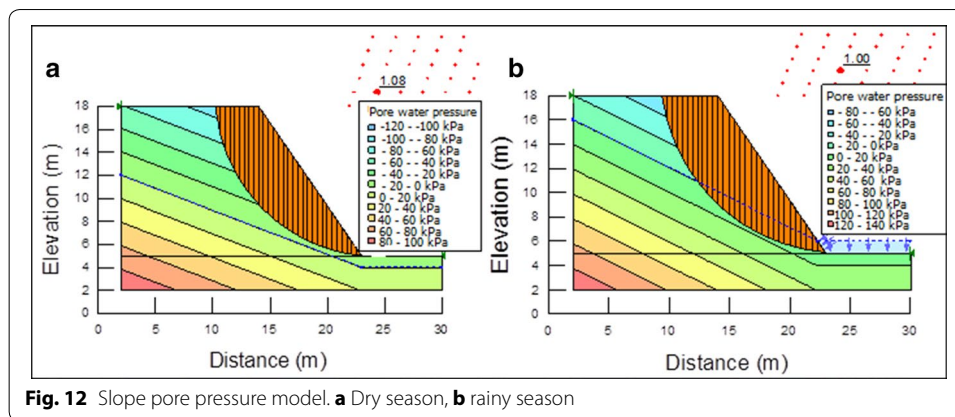 a
1.08
Pore water pressure
-120 - -100 kPa
-100 - -80 kPa
-80 - -60 kPa
-60 - -40 kPa
-40 - -20 kPa
-20 - 0 kPa
0 - 20 kPa
20 - 40 kPa
40 - 60 kPa
60 - 80 kPa
80 - 100 kPa
Elevation (m)
18
16
14
12
10
8
6
4
2
0
5
10
15
20
25
30
Distance (m)
b
1.00
Pore water pressure
-80 - -60 kPa
-60 - -40 kPa
-40 - -20 kPa
-20 - 0kPa
0 - 20 kPa
20 - 40 kPa
40 - 60 kPa
60 - 80 kPa
80 - 100 kPa
100 - 120 kPa
120 - 140 kPa
Elevation (m)
18
16
14
12
10
8
6
4
2
0
5
10
15
20
25
30
Distance (m)
Fig. 12 Slope pore pressure model. a Dry season, b rainy season